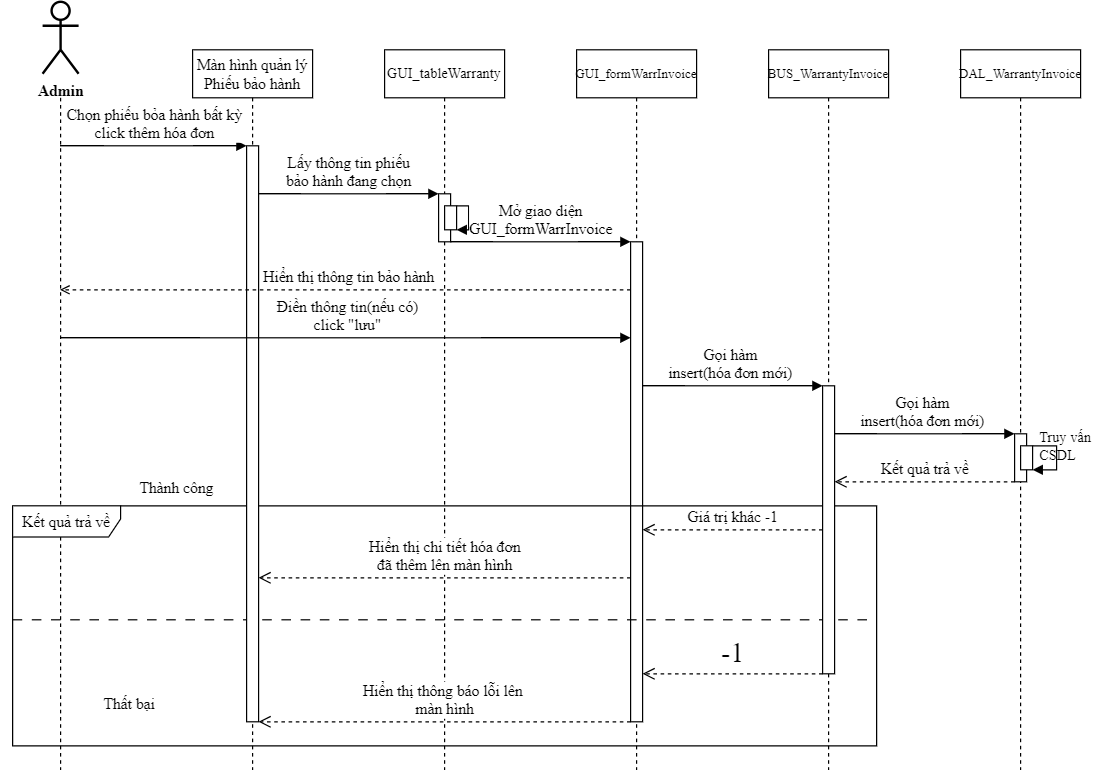 Admin
Màn hình quản lý
Phiếu bảo hành
GUI_tableWarranty
GUI_formWarrInvoice
BUS_WarrantyInvoice
DAL_WarrantyInvoice
Chọn phiếu bỏa hành bất kỳ
click thêm hóa đơn
Lấy thông tin phiếu
bảo hành đang chọn
Mở giao diện
GUI_formWarrInvoice
Hiển thị thông tin bảo hành
Điền thông tin(nếu có)
click "lưu"
Gọi hàm
insert(hóa đơn mới)
Gọi hàm
insert(hóa đơn mới)
Truy vấn
CSDL
Kết quả trả về
Thành công
Kết quả trả về
Giá trị khác -1
Hiển thị chi tiết hóa đơn
đã thêm lên màn hình
-1
Hiển thị thông báo lỗi lên
màn hình
Thất bại